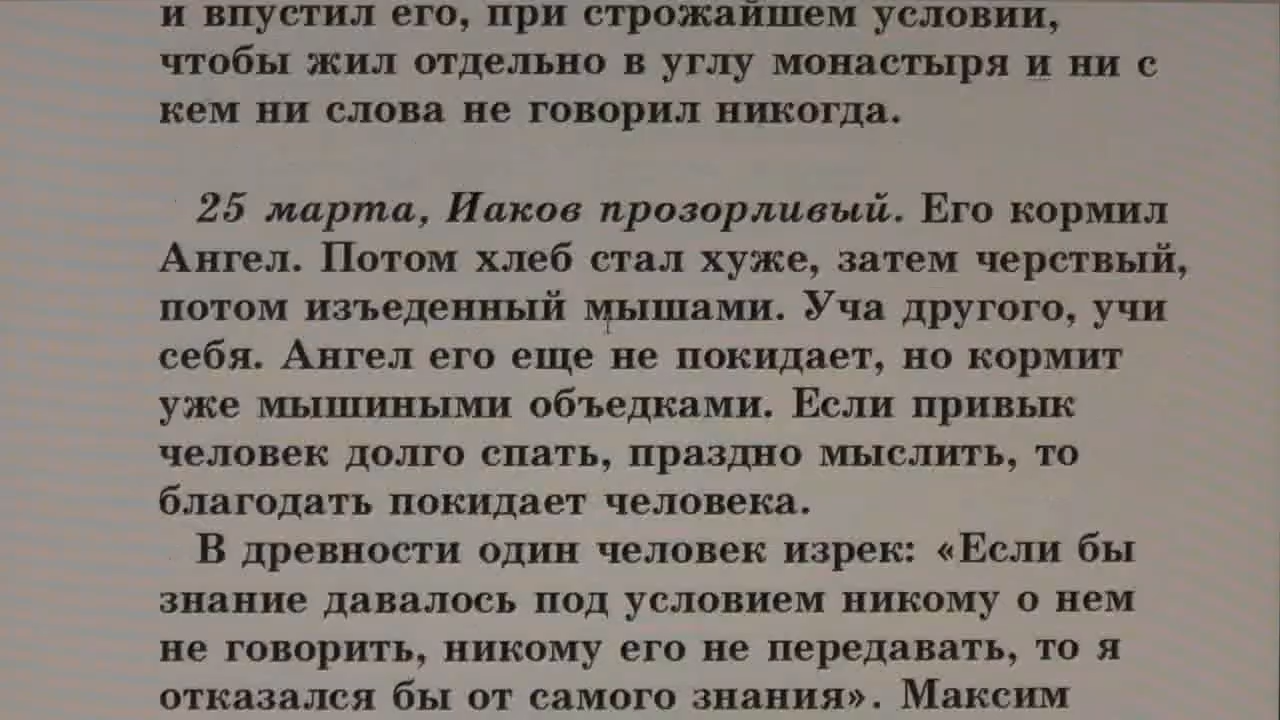 и впустил его, при строжайшем условии,
чтобы жил отдельно в углу монастыря и ни с
кем ни слова не говорил никогда.
25 марта, Иаков прозорливый. Его кормил
Ангел. Потом хлеб стал хуже, затем черствый,
потом изъеденный мышами. Уча другого, учи
себя. Ангел его еще не покидает, но кормит
уже мышиными объедками. Если привык
человек долго спать, праздно мыслить, то
благодать покидает человека.
В древности один человек изрек: «Если бы
знание давалось под условием никому о нем
не говорить, никому его не передавать, то я
отказался бы от самого знания». Максим